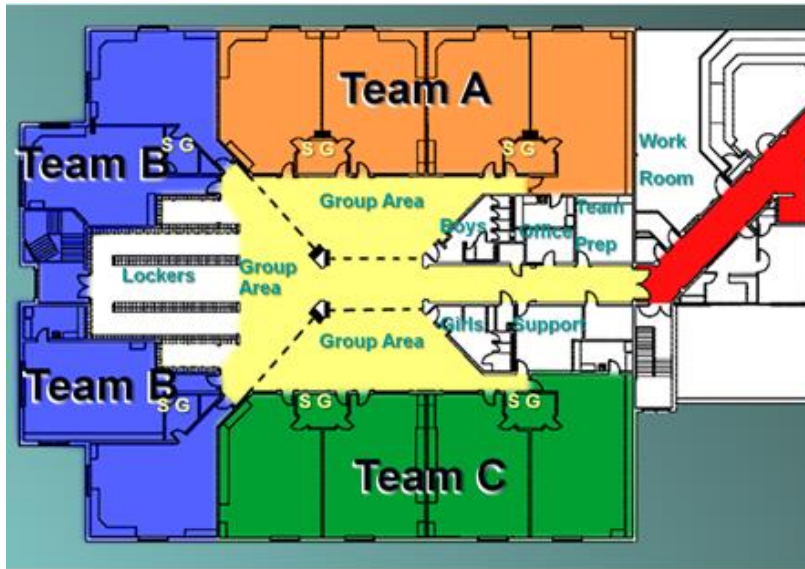 Team A
S G
S G
S G
Work
Room
Team B
Group Area
Boys
Office
Team
Prep
Lockers
Group
Area
Girls
Support
Group Area
Team B
S G
S G
S G
Team C